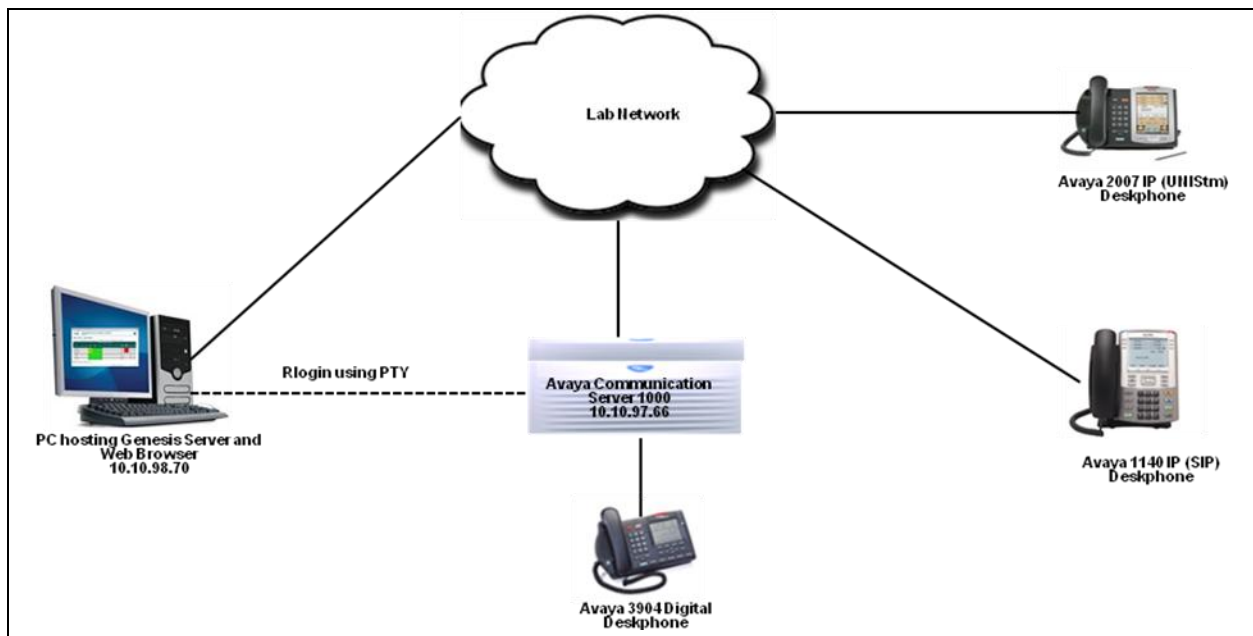 Lab Network
Avaya 2007 IP (UNIStm)
Deskphone
Rlogin using PTY
Avaya Communication
Server 1000
10.10.97.66
PC hosting Genesis Server and
Web Browser
10.10.98.70
Avaya 1140 IP (SIP)
Deskphone
Avaya 3904 Digital
Deskphone